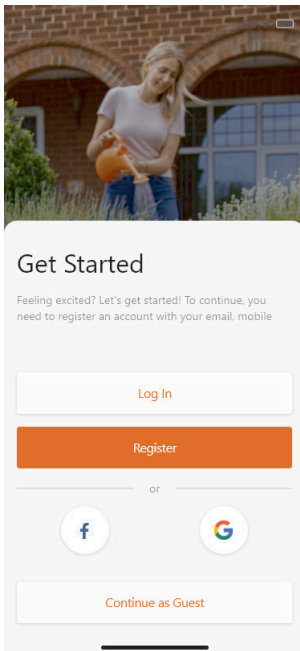 Get Started
Feeling excited? Let's get started! To continue, you
need to register an account with your email, mobile
Log In
Register
or
Continue as Guest